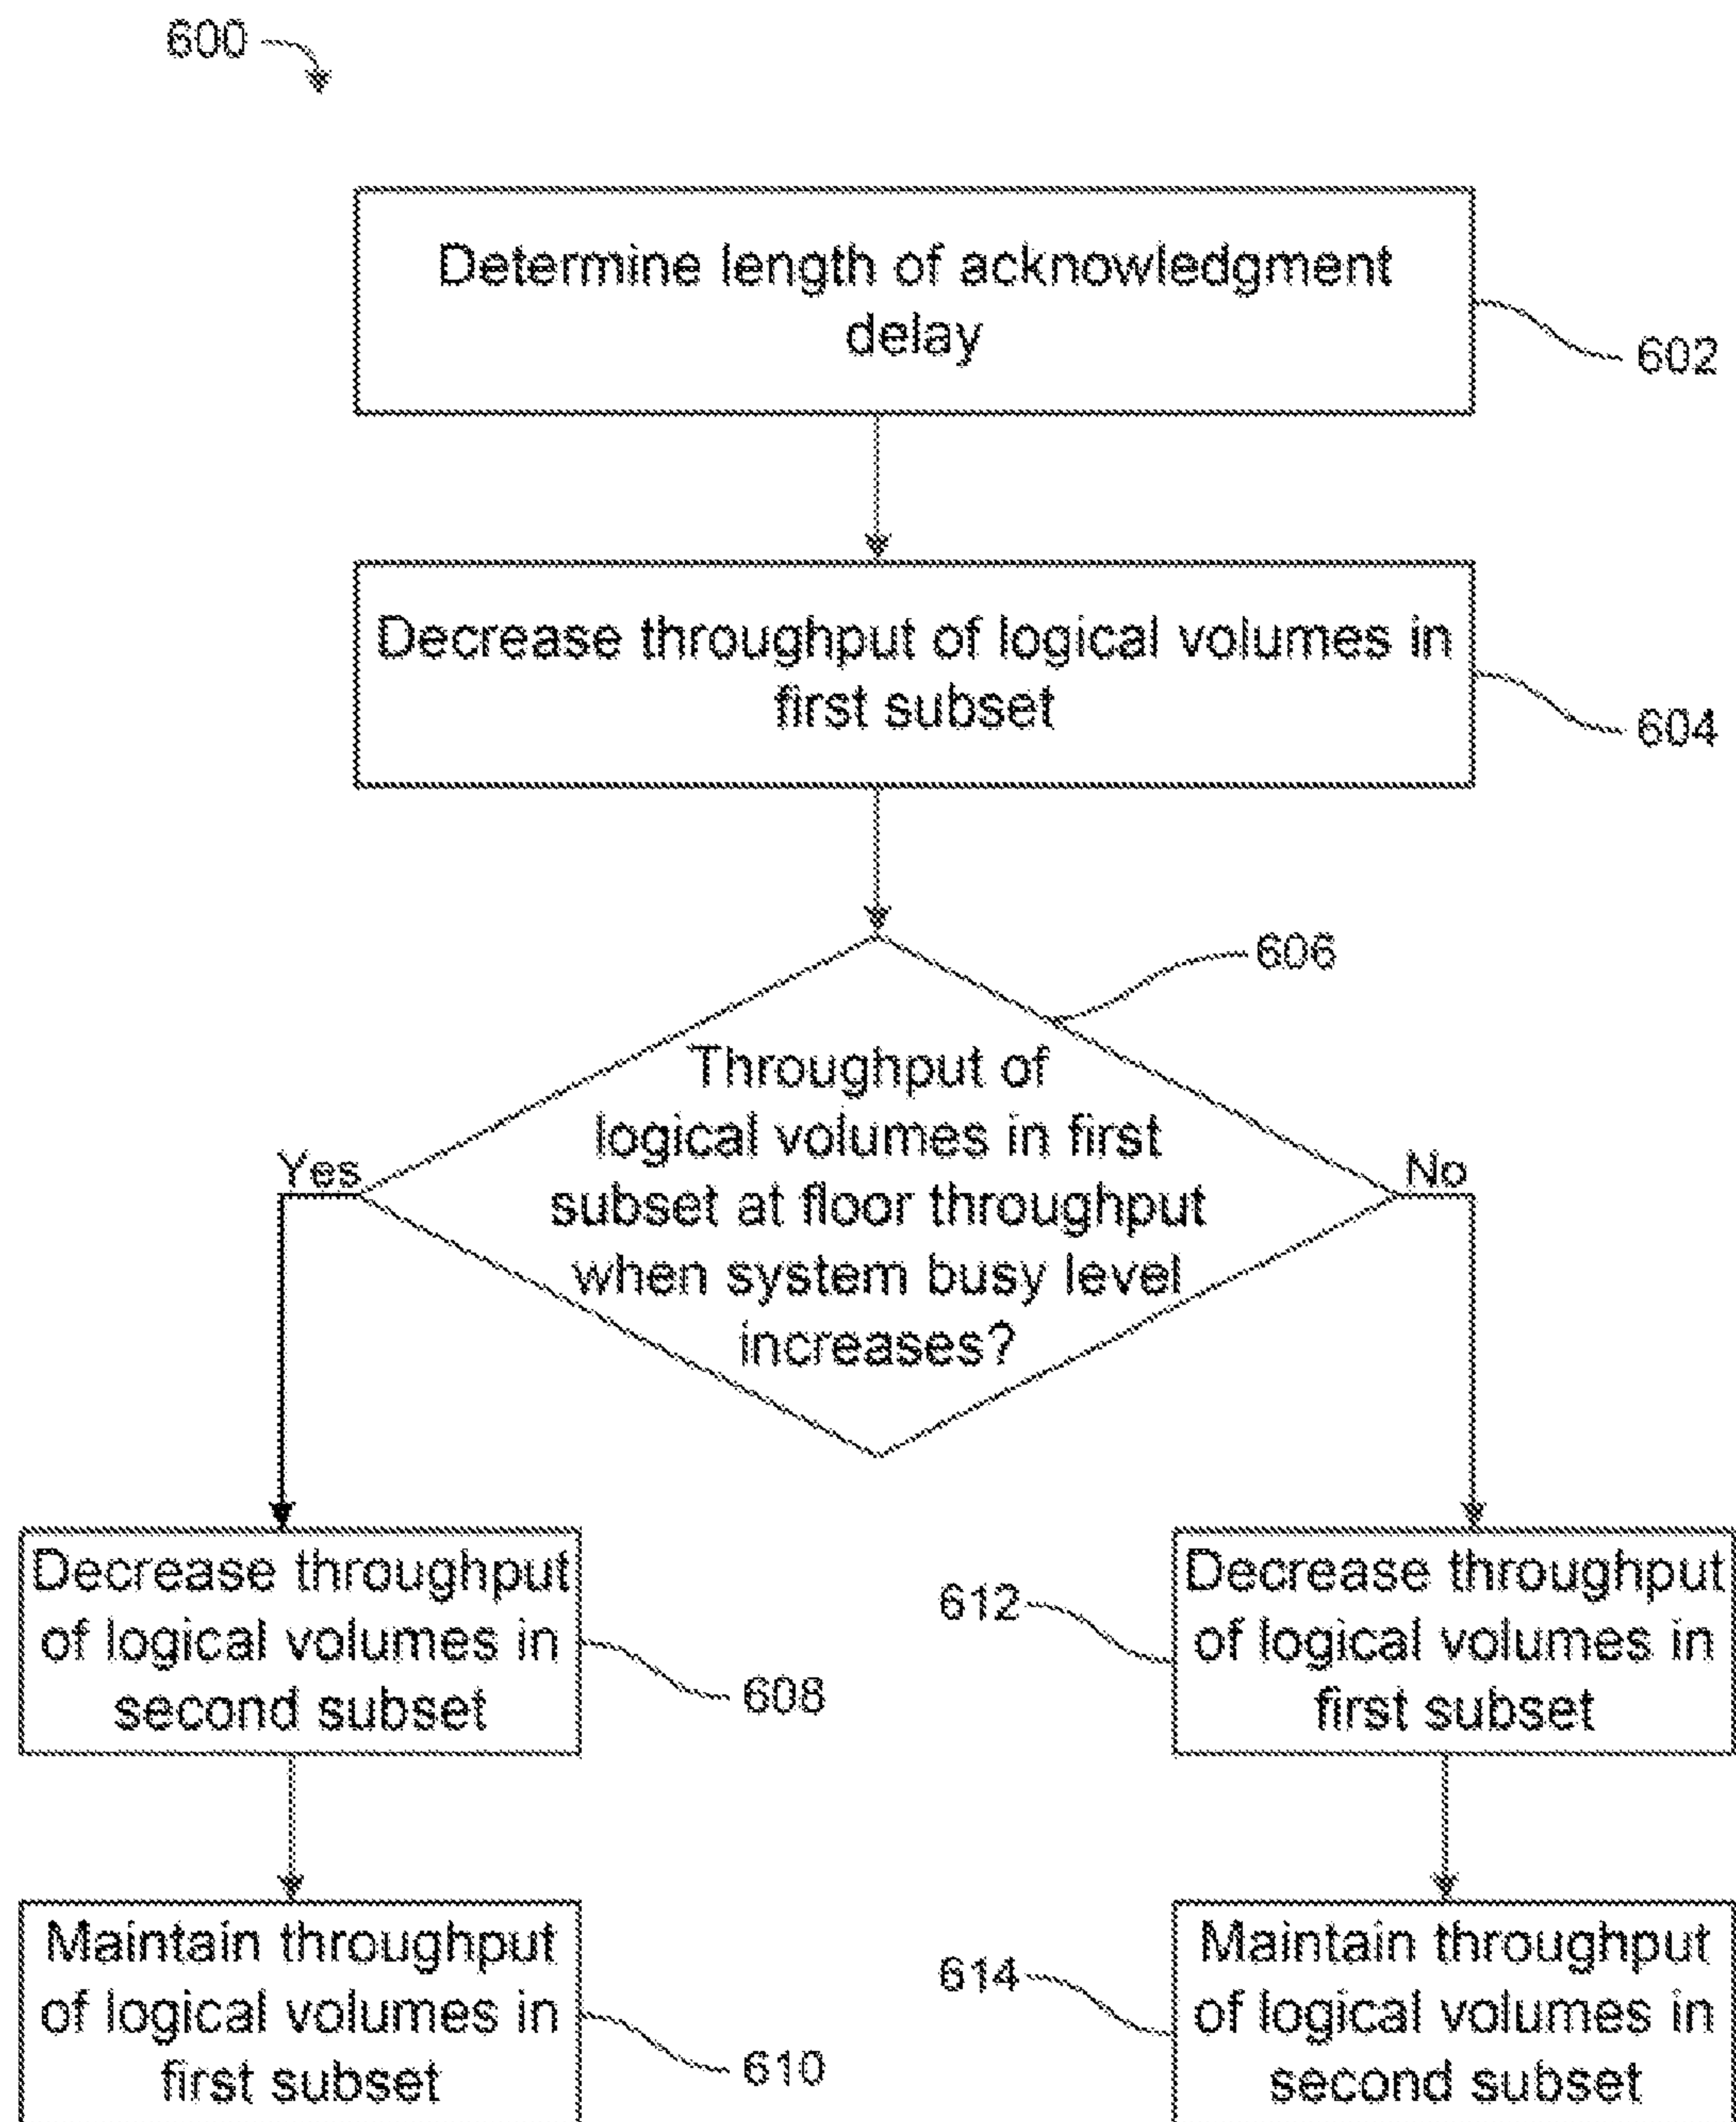 600
Determine length of acknowledgment
delay
602
Decrease throughput of logical volumes in
first subset
604
606
Throughput of
logical volumes in first
subset at floor throughput
when system busy level
increases?
Yes
No
Decrease throughput
of logical volumes in
second subset
608
612
Decrease throughput
of logical volumes in
first subset
Maintain throughput
of logical volumes in
first subset
610
614
Maintain throughput
of logical volumes in
second subset